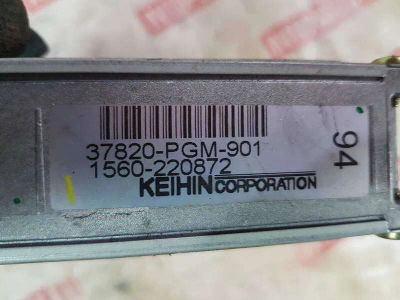 37820-PGM-901
1560-220872
KEIHIN CORPORATION
94